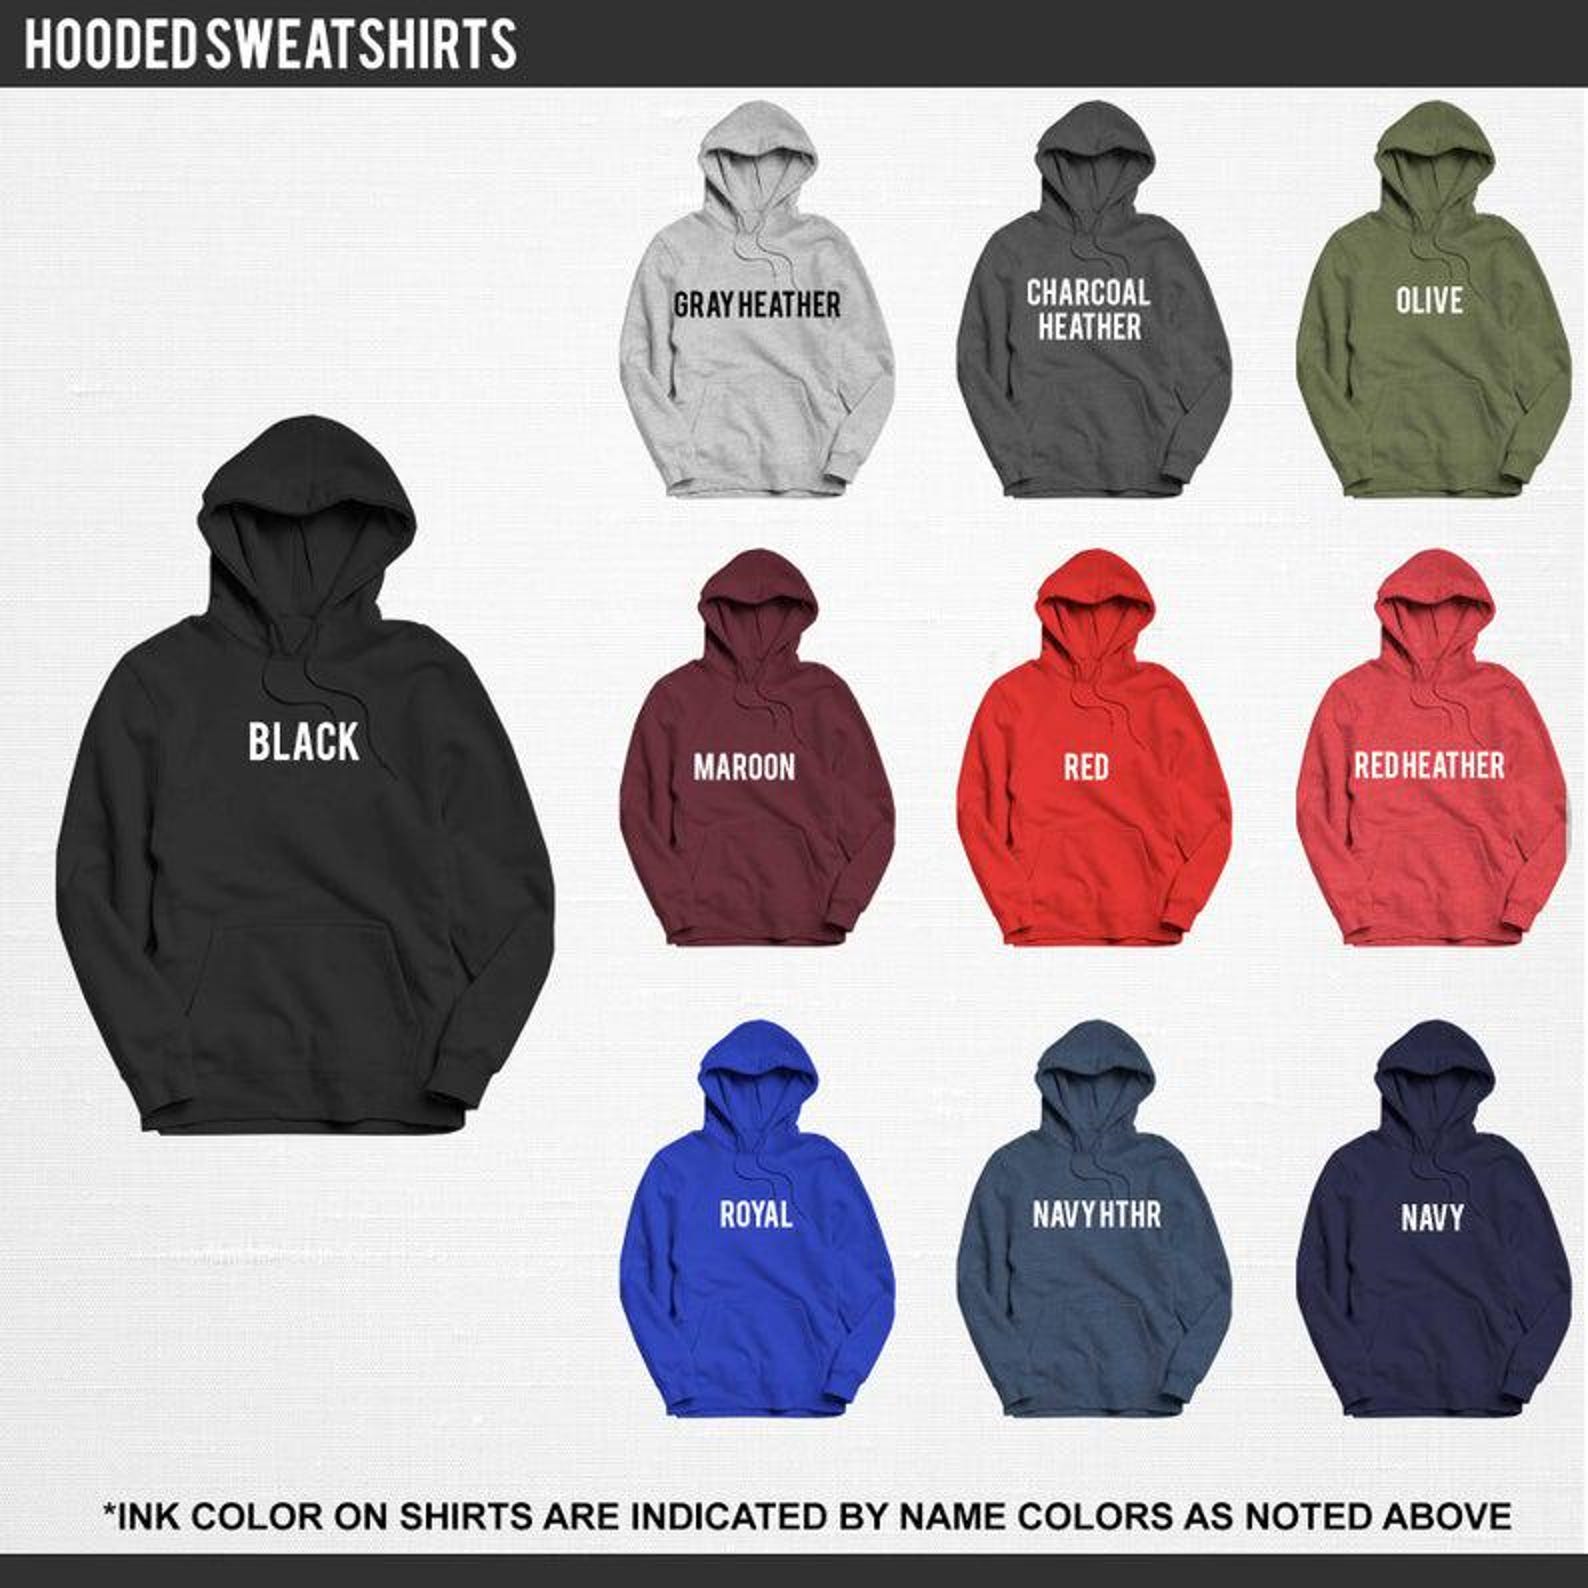 HOODED SWEATSHIRTS
GRAY HEATHER
CHARCOAL
HEATHER
OLIVE
BLACK
MAROON
RED
RED HEATHER
ROYAL
NAVY HTHR
NAVY
*INK COLOR ON SHIRTS ARE INDICATED BY NAME COLORS AS NOTED ABOVE